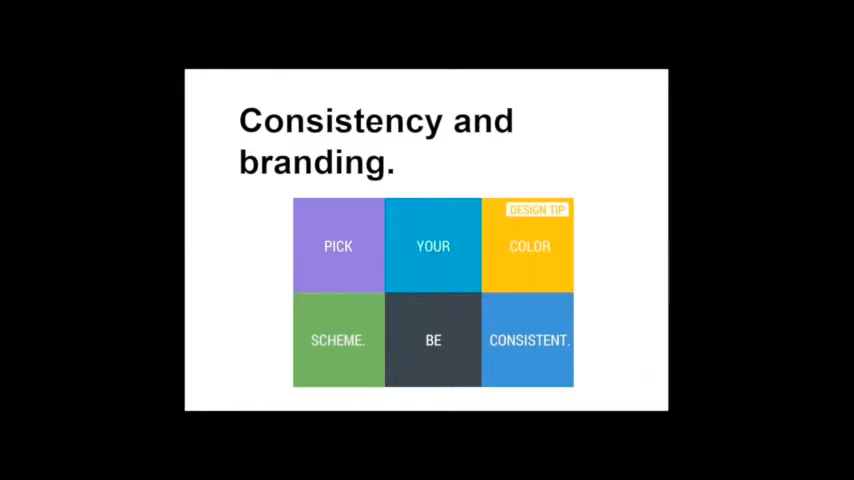 Consistency and
branding.
DESIGN TIP
PICK YOUR COLOR
SCHEME. BE CONSISTENT.